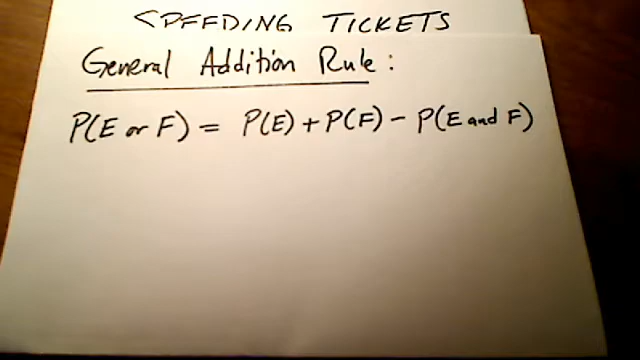 SPEEDING TICKETS
General Addition Rule:
P(E or F) = P(E) + P(F) - P(E and F)